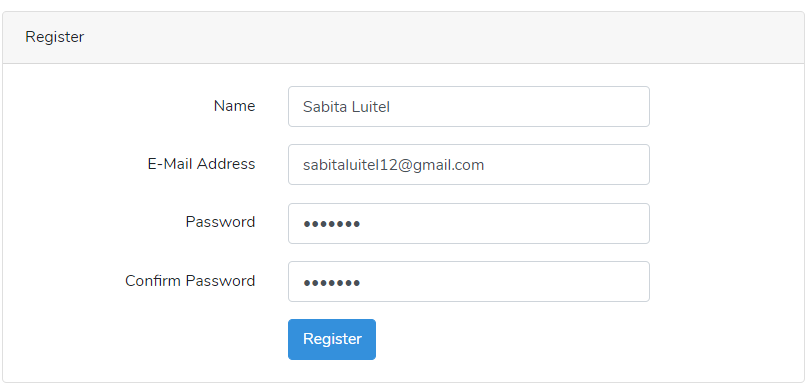 Register
Name Sabita Luitel
E-Mail Address sabitaluitel12@gmail.com
Password •••••••
Confirm Password •••••••
Register